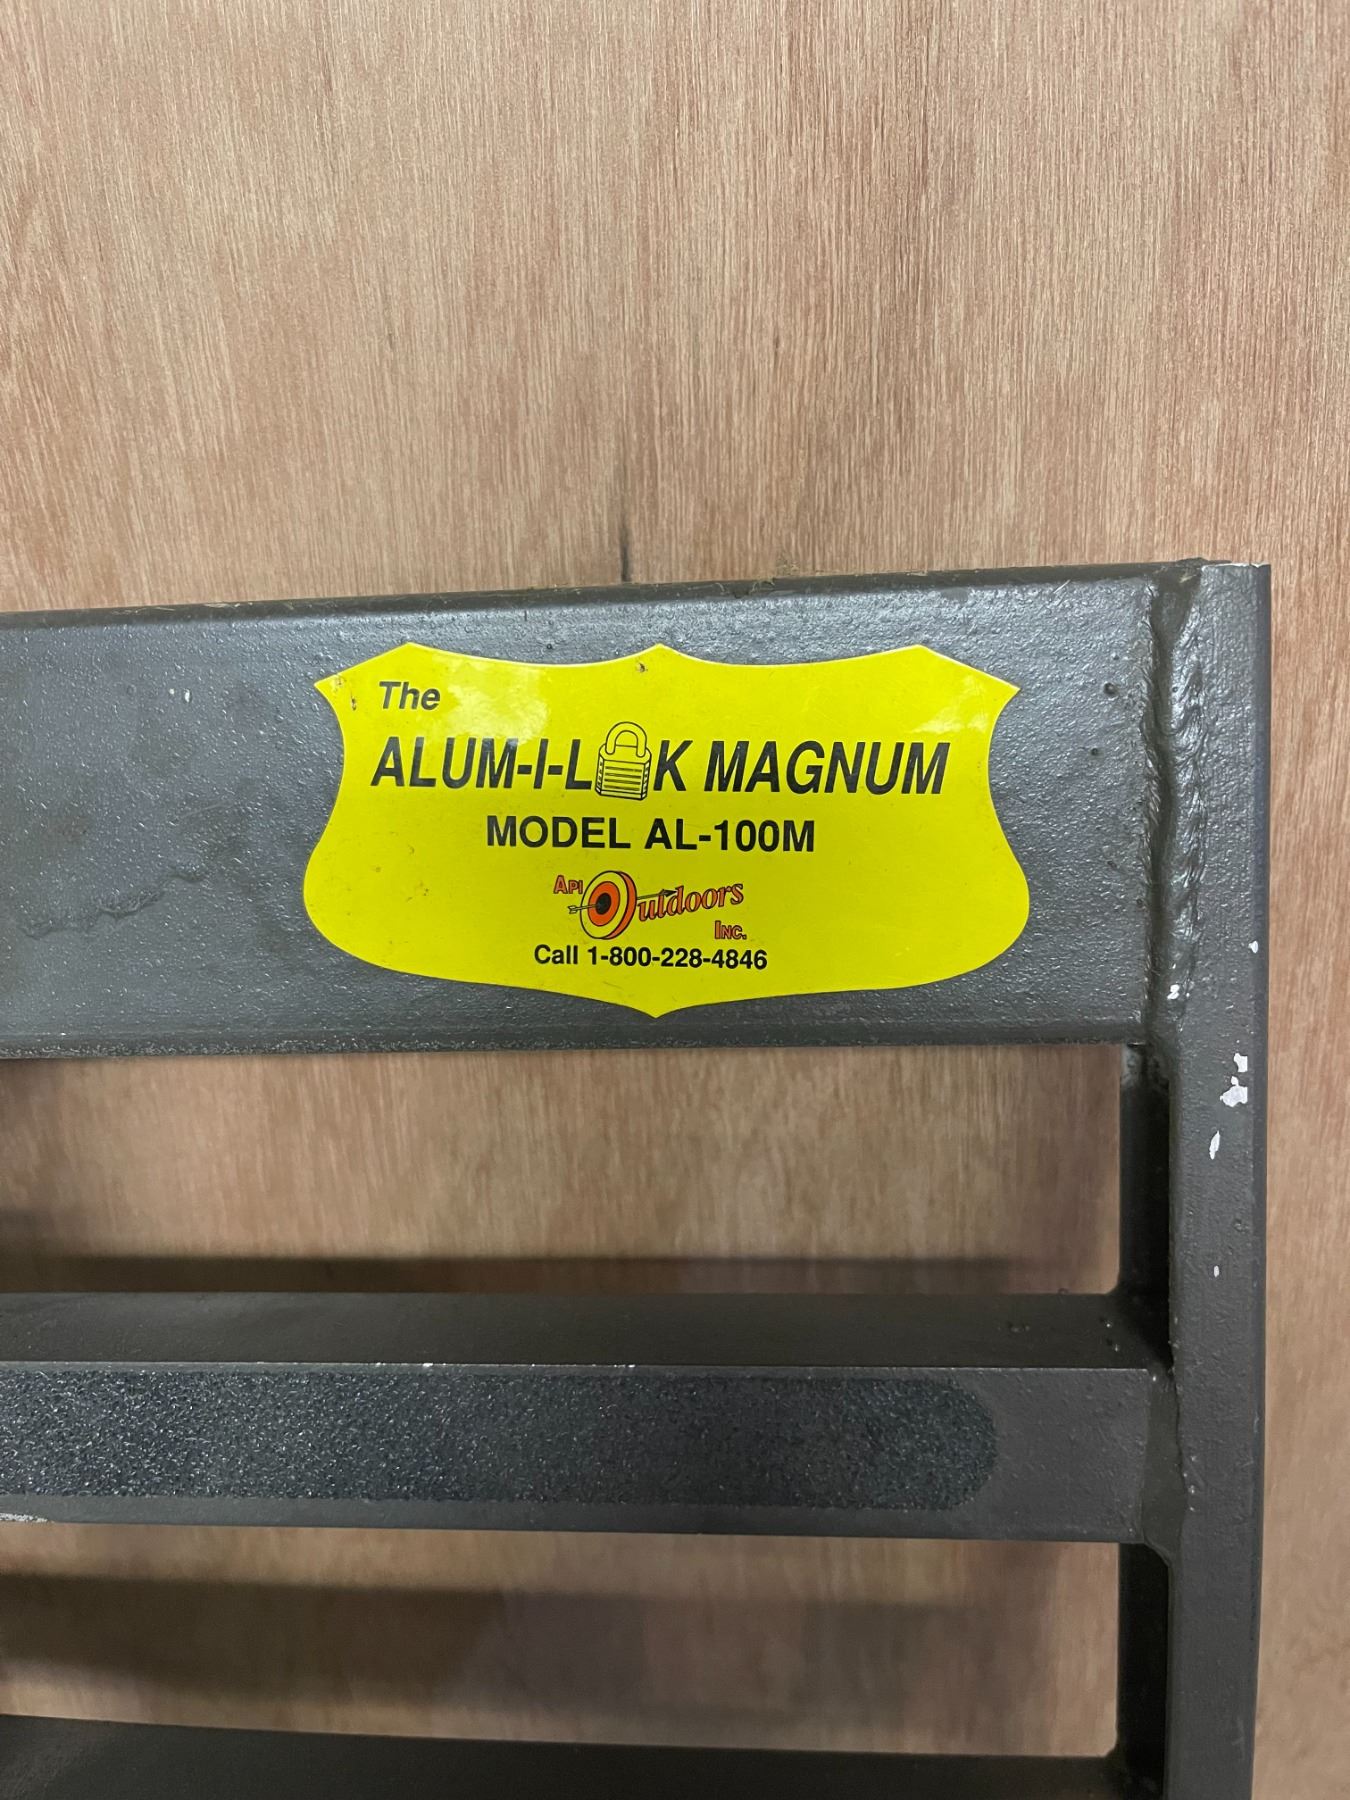 The
ALUM-I-LOK MAGNUM
MODEL AL-100M
API Outdoors
INC.
Call 1-800-228-4846